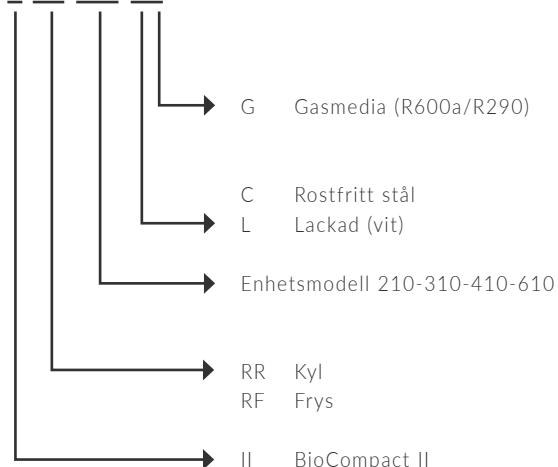 G Gasmedia (R600a/R290)
C Rostfritt stål
L Lackad (vit)
Enhetsmodell 210-310-410-610
RR Kyl
RF Frys
II BioCompact II